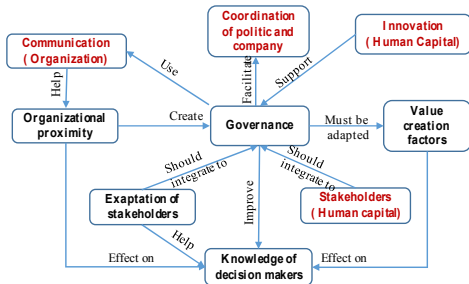 Communication
( Organization)
Coordination
of politic and
company
Innovation
( Human Capital)
Help
Use
Facilitate
Support
Organizational
proximity
Create
Governance
Must be
adapted
Value
creation
factors
Should
integrate to
Should
integrate to
Exaptation of
stakeholders
Improve
Stakeholders
( Human capital)
Help
Effect on
Knowledge of
decision makers
Effect on